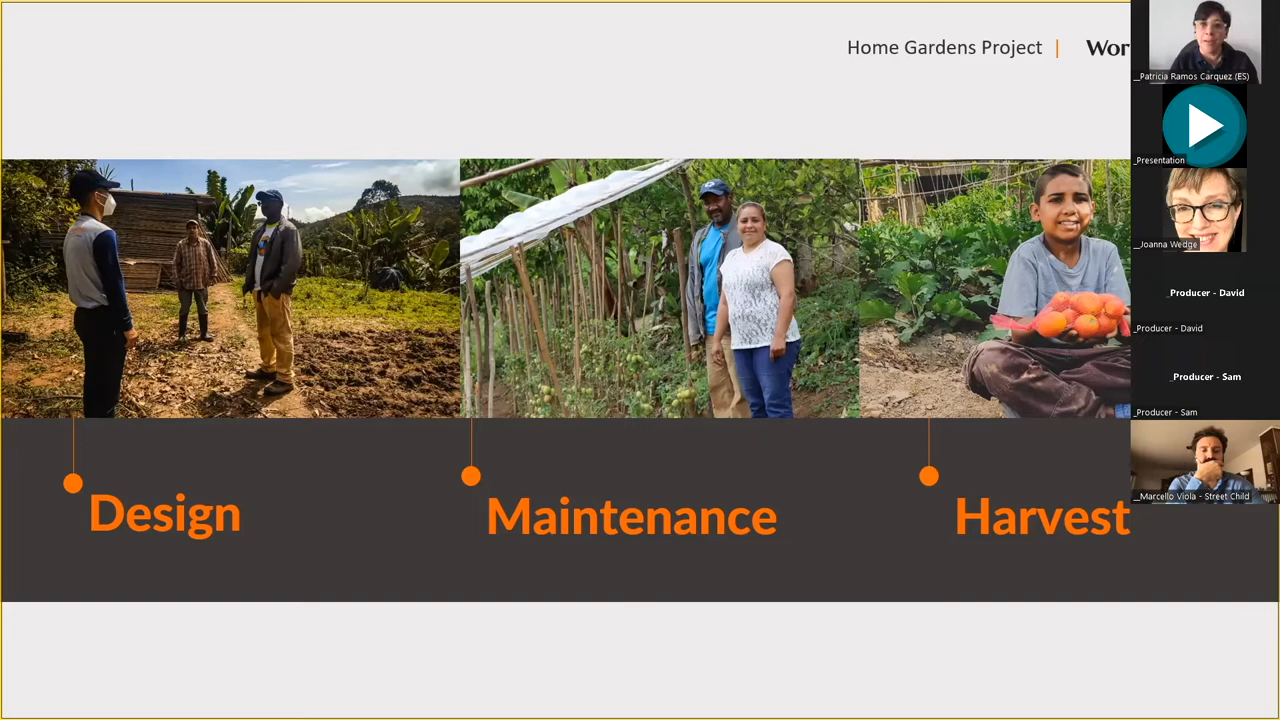 Home Gardens Project | Wor
_Patricia Ramos Carquez (ES)
_Presentation
_Joanna Wedge
_Producer - David
_Producer - David
_Producer - Sam
_Producer - Sam
_Marcello Viola - Street Child
Design
Maintenance
Harvest